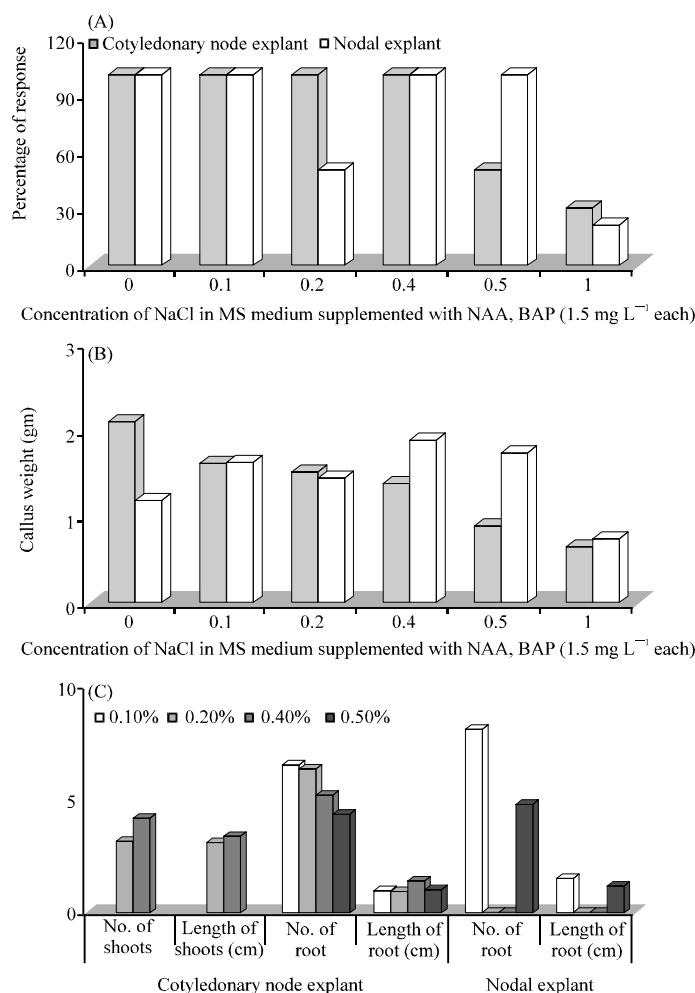 (A)
Cotyledonary node explant Nodal explant
Percentage of response
120
90
60
30
0
0 0.1 0.2 0.4 0.5 1
Concentration of NaCl in MS medium supplemented with NAA, BAP (1.5 mg L⁻¹ each)
(B)
Callus weight (gm)
3
2
1
0
0 0.1 0.2 0.4 0.5 1
Concentration of NaCl in MS medium supplemented with NAA, BAP (1.5 mg L⁻¹ each)
(C)
0.10% 0.20% 0.40% 0.50%
10
5
0
No. of shoots Length of shoots (cm) No. of root Length of root (cm) No. of root Length of root (cm)
Cotyledonary node explant Nodal explant